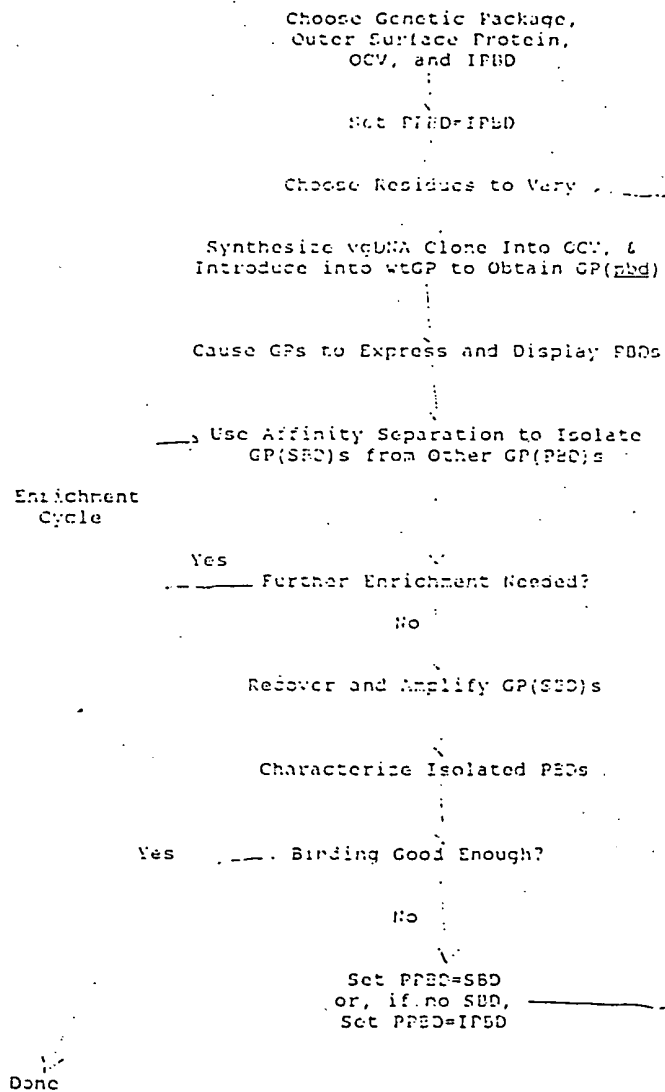 Choose Genetic Package,
Outer Surface Protein,
OCV, and IPBD
Set PPBD=IPBD
Choose Residues to Vary
Synthesize vgDNA Clone Into OCV, &
Introduce into wtGP to Obtain GP(pbd)
Cause GPs to Express and Display PBDs
Use Affinity Separation to Isolate
GP(SBD)s from Other GP(PBD)s
Enrichment
Cycle
Yes
Further Enrichment Needed?
No
Recover and Amplify GP(SBD)s
Characterize Isolated PBDs
Yes
Binding Good Enough?
No
Set PPBD=SBD
or, if no SBD,
Set PPBD=IPBD
Done